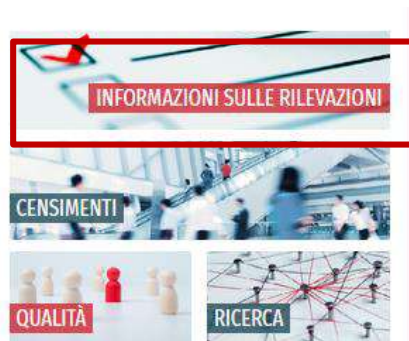 INFORMAZIONI SULLE RILEVAZIONI
CENSIMENTI
QUALITÀ
RICERCA